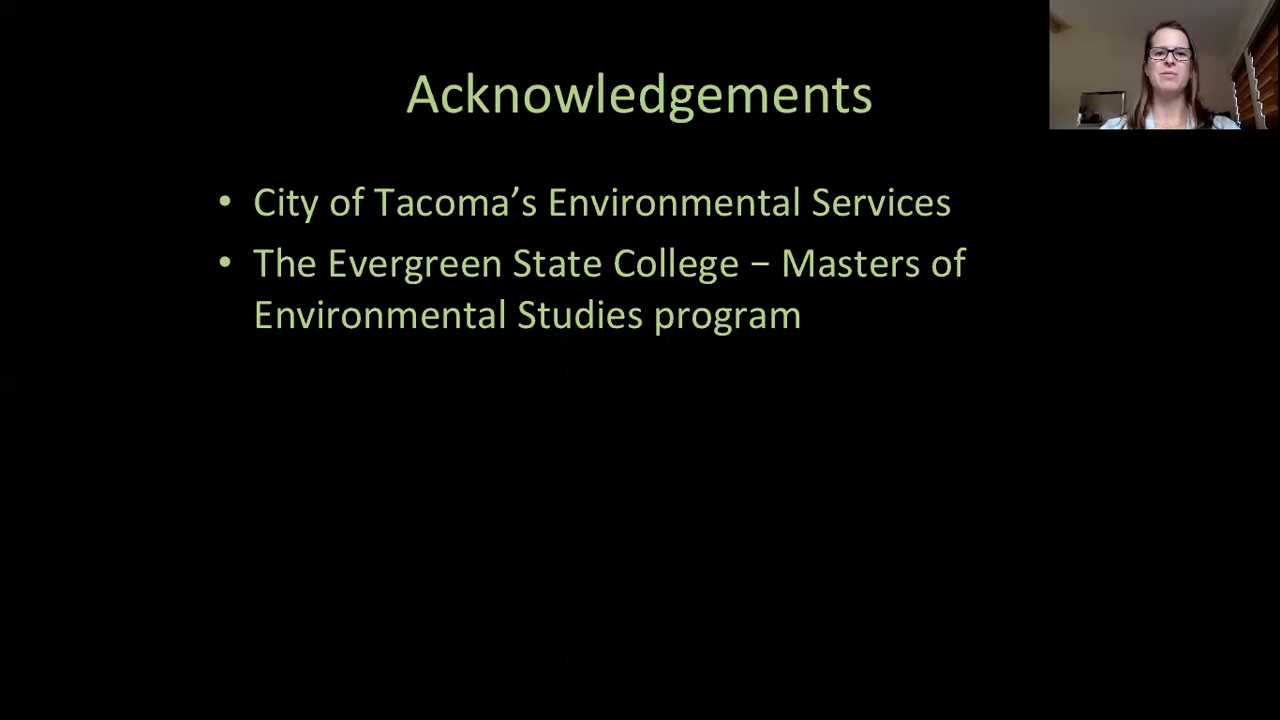 Acknowledgements
• City of Tacoma’s Environmental Services
• The Evergreen State College – Masters of
Environmental Studies program